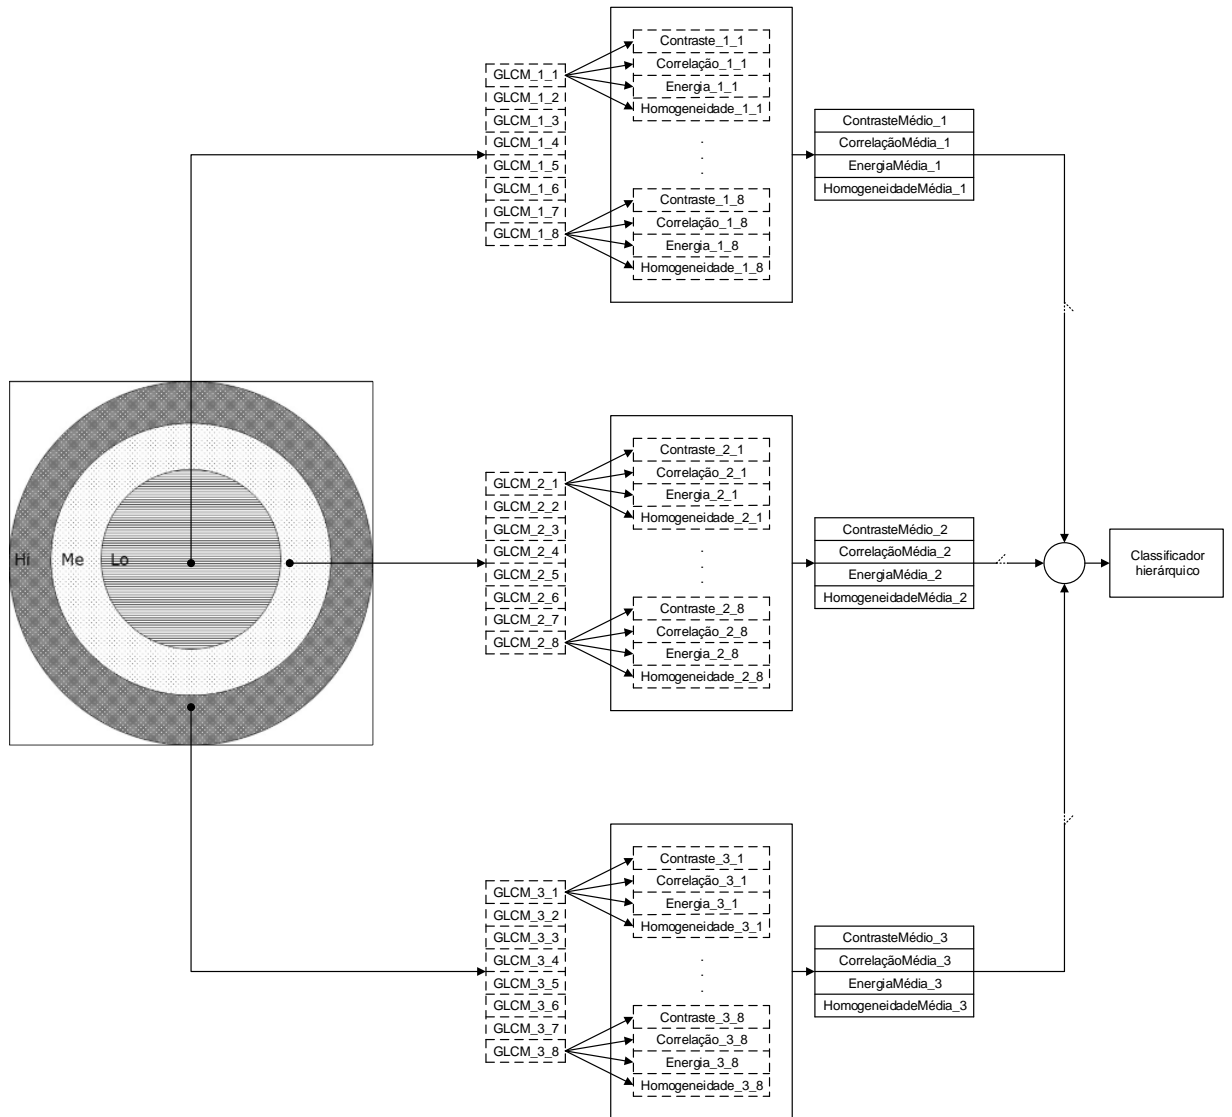 Contraste_1_1
Correlação_1_1
Energia_1_1
Homogeneidade_1_1
GLCM_1_1
GLCM_1_2
GLCM_1_3
GLCM_1_4
GLCM_1_5
GLCM_1_6
GLCM_1_7
GLCM_1_8
Contraste_1_8
Correlação_1_8
Energia_1_8
Homogeneidade_1_8
ContrasteMédio_1
CorrelaçãoMédia_1
EnergiaMédia_1
HomogeneidadeMédia_1
Hi
Me
Lo
Contraste_2_1
Correlação_2_1
Energia_2_1
Homogeneidade_2_1
GLCM_2_1
GLCM_2_2
GLCM_2_3
GLCM_2_4
GLCM_2_5
GLCM_2_6
GLCM_2_7
GLCM_2_8
Contraste_2_8
Correlação_2_8
Energia_2_8
Homogeneidade_2_8
ContrasteMédio_2
CorrelaçãoMédia_2
EnergiaMédia_2
HomogeneidadeMédia_2
Classificador
hierárquico
Contraste_3_1
Correlação_3_1
Energia_3_1
Homogeneidade_3_1
GLCM_3_1
GLCM_3_2
GLCM_3_3
GLCM_3_4
GLCM_3_5
GLCM_3_6
GLCM_3_7
GLCM_3_8
Contraste_3_8
Correlação_3_8
Energia_3_8
Homogeneidade_3_8
ContrasteMédio_3
CorrelaçãoMédia_3
EnergiaMédia_3
HomogeneidadeMédia_3